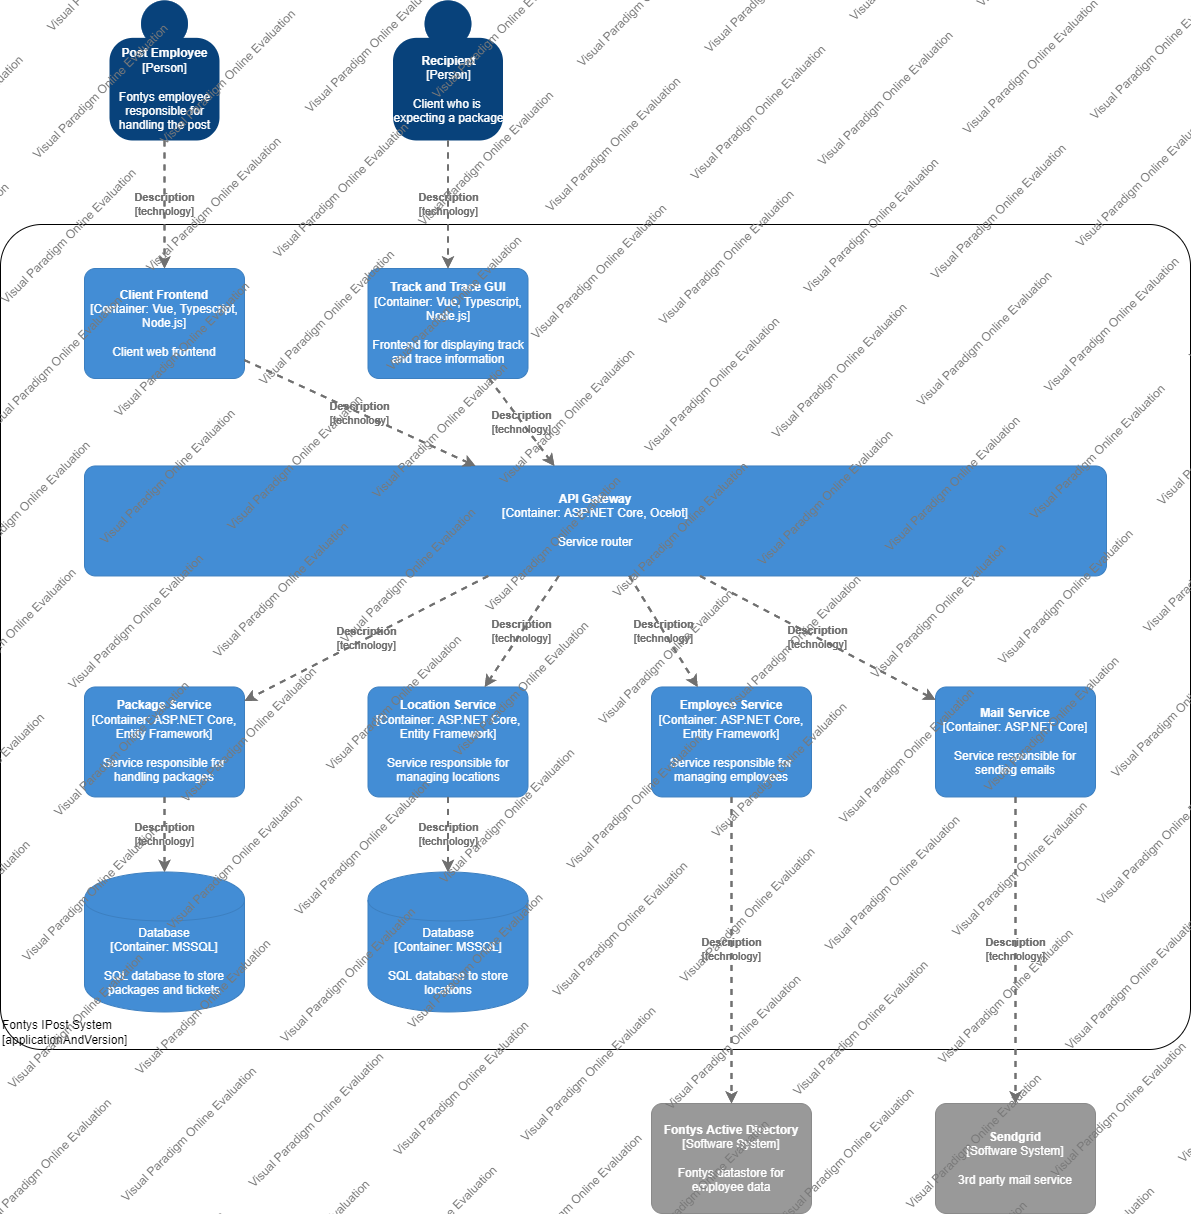 Post Employee
[Person]
Fontys employee
responsible for
handling the post
Recipient
[Person]
Client who is
expecting a package
Description
[technology]
Description
[technology]
Client Frontend
[Container: Vue, Typescript,
Node.js]
Client web frontend
Track and Trace GUI
[Container: Vue, Typescript,
Node.js]
Frontend for displaying track
and trace information
Description
[technology]
Description
[technology]
API Gateway
[Container: ASP.NET Core, Ocelot]
Service router
Description
[technology]
Description
[technology]
Description
[technology]
Description
[technology]
Package Service
[Container: ASP.NET Core,
Entity Framework]
Service responsible for
handling packages
Location Service
[Container: ASP.NET Core,
Entity Framework]
Service responsible for
managing locations
Employee Service
[Container: ASP.NET Core,
Entity Framework]
Service responsible for
managing employees
Mail Service
[Container: ASP.NET Core]
Service responsible for
sending emails
Description
[technology]
Description
[technology]
Database
[Container: MSSQL]
SQL database to store
packages and tickets
Database
[Container: MSSQL]
SQL database to store
locations
Description
[technology]
Description
[technology]
Fontys IPost System
[applicationAndVersion]
Fontys Active Directory
[Software System]
Fontys datastore for
employee data
Sendgrid
[Software System]
3rd party mail service
Visual Paradigm Online Evaluation